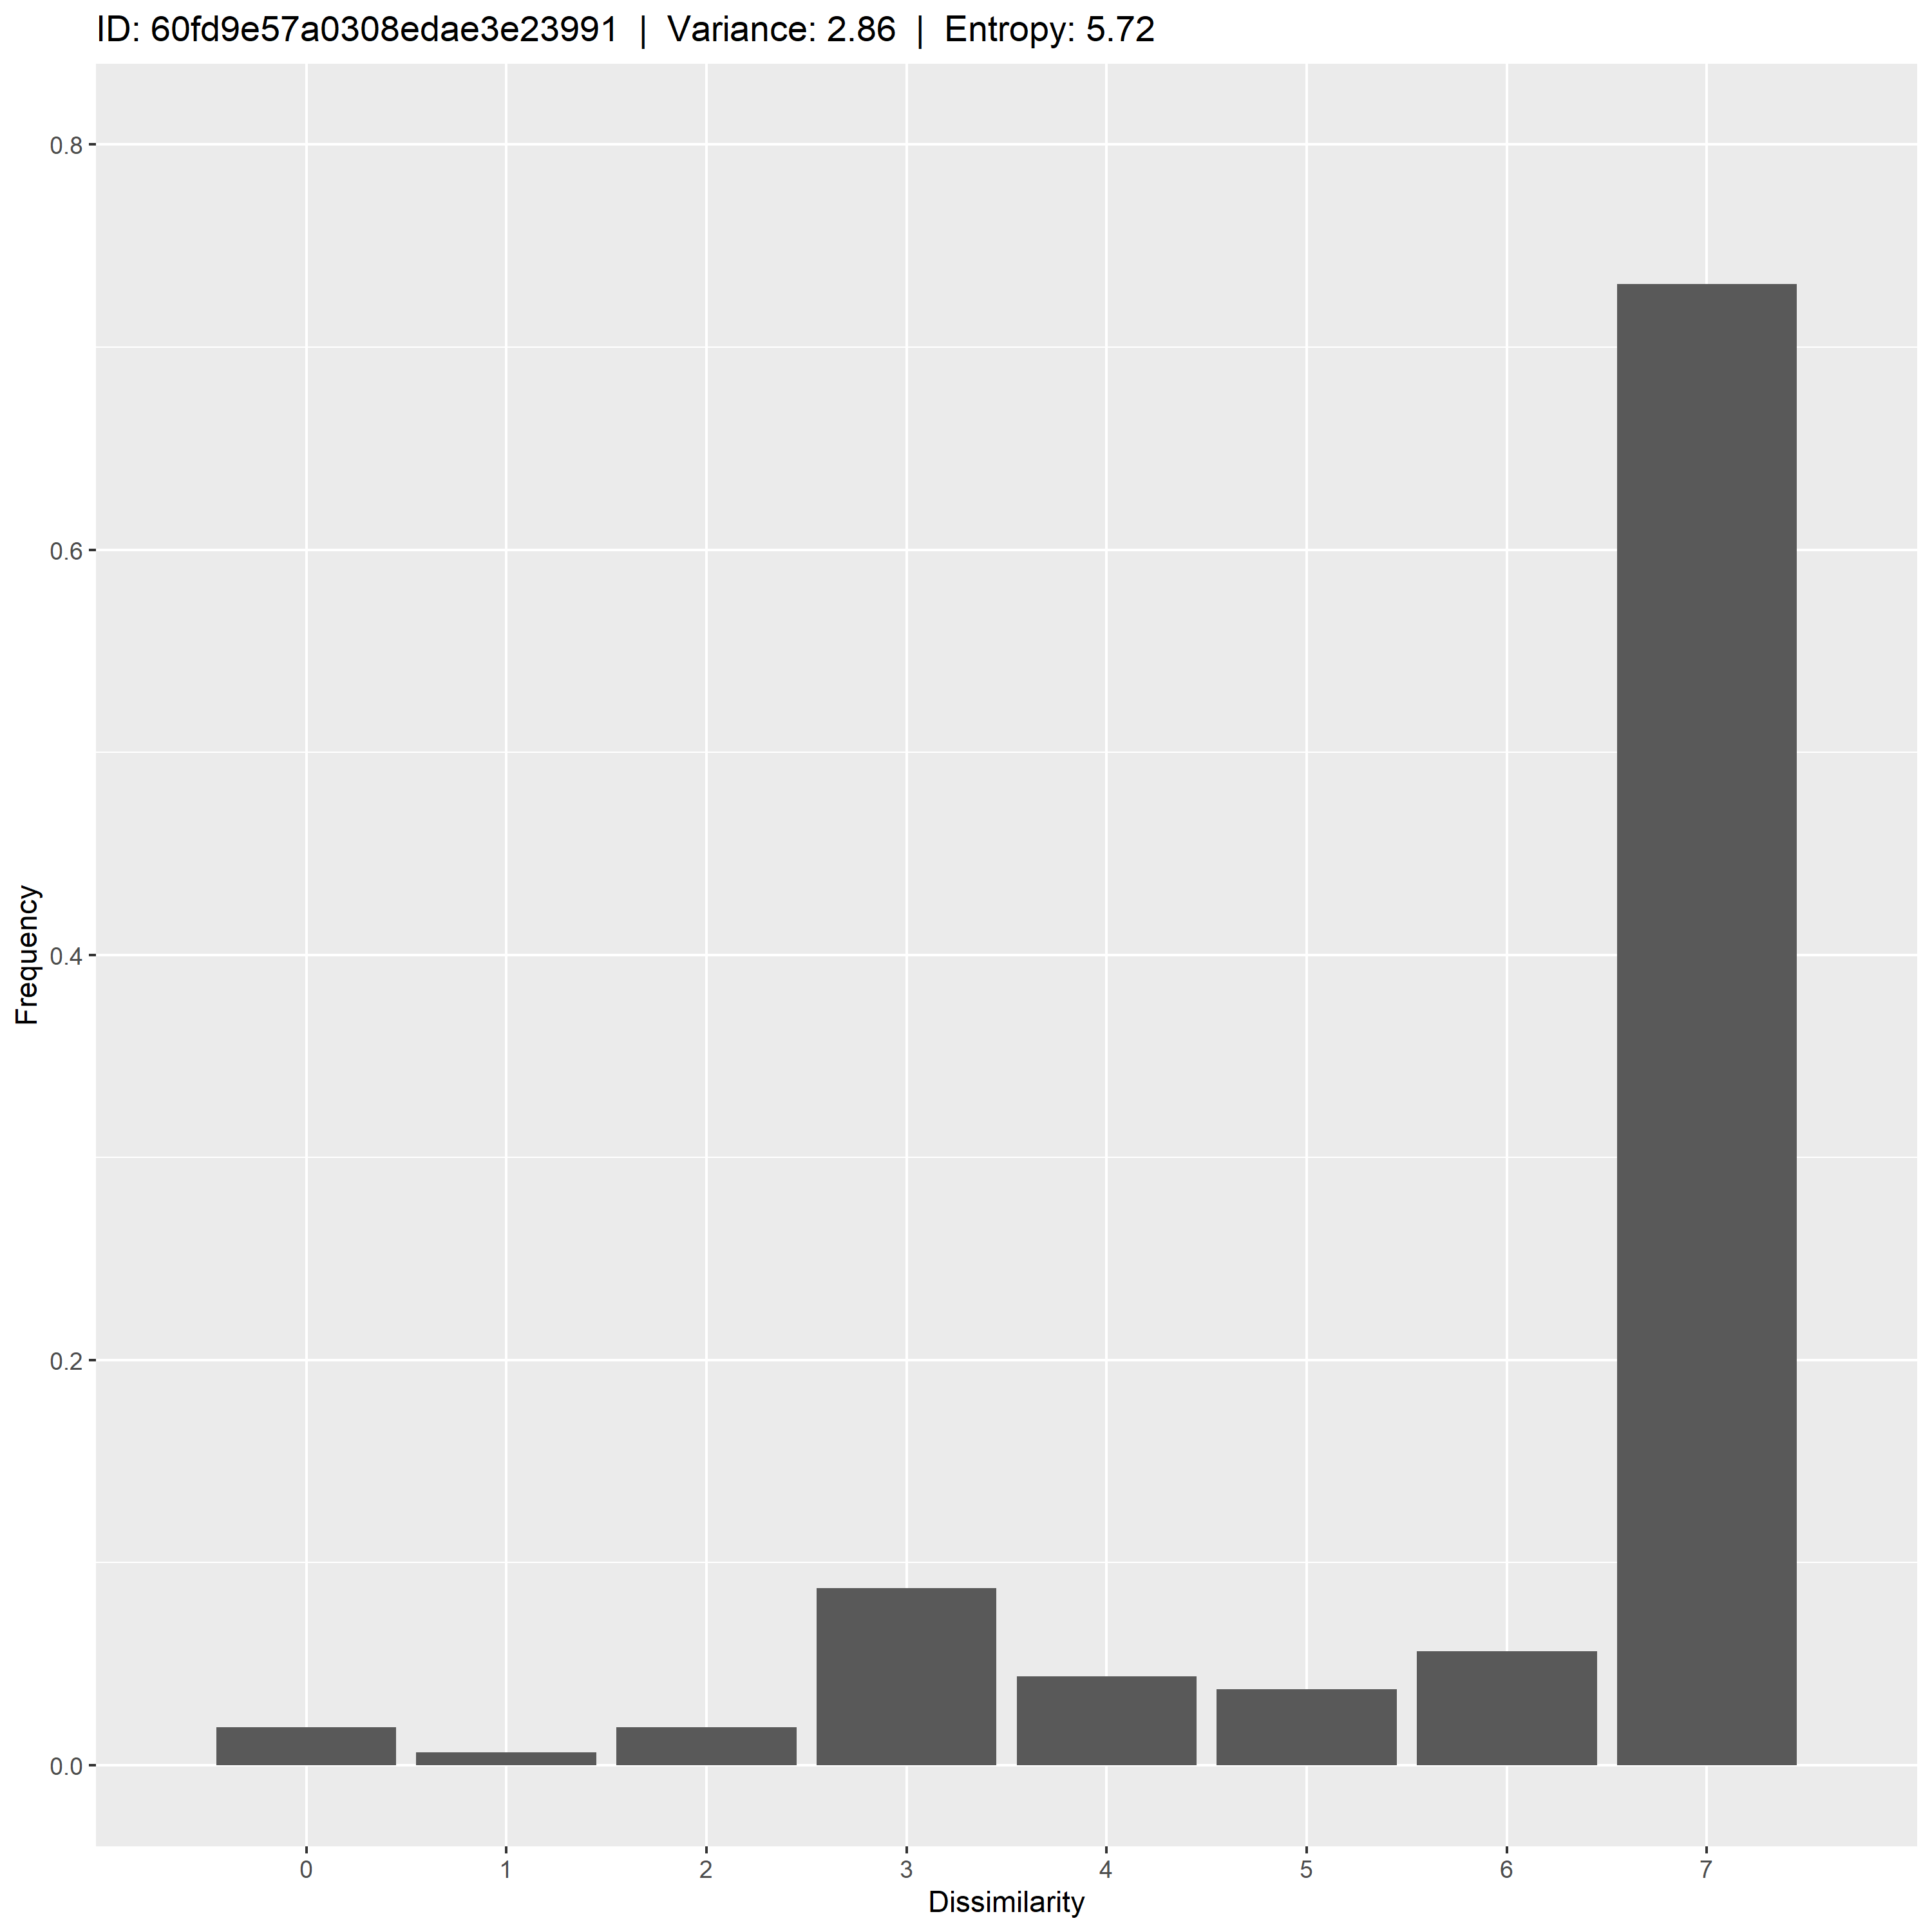 ID: 60fd9e57a0308edae3e23991 | Variance: 2.86 | Entropy: 5.72
0.8
0.6
0.4
0.2
0.0
Frequency
0 1 2 3 4 5 6 7
Dissimilarity